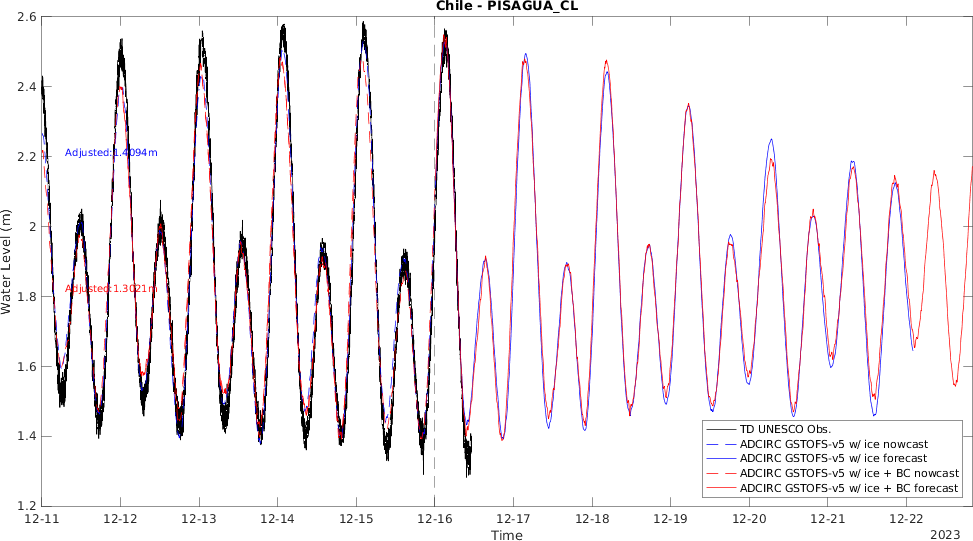 Chile - PISAGUA_CL
2.6
2.4
2.2
2
1.8
1.6
1.4
1.2
Water Level (m)
Adjusted:1.4094m
Adjusted:1.3021m
TD UNESCO Obs.
ADCIRC GSTOFS-v5 w/ ice nowcast
ADCIRC GSTOFS-v5 w/ ice forecast
ADCIRC GSTOFS-v5 w/ ice + BC nowcast
ADCIRC GSTOFS-v5 w/ ice + BC forecast
12-11 12-12 12-13 12-14 12-15 12-16 12-17 12-18 12-19 12-20 12-21 12-22
Time
2023